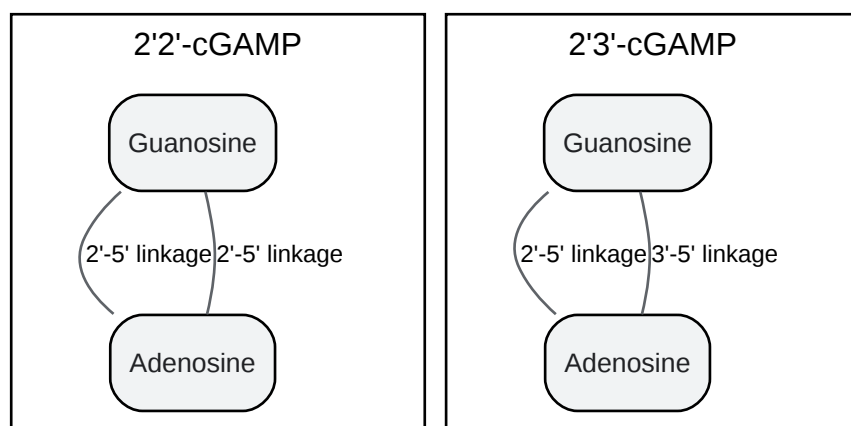 2'2'-cGAMP
Guanosine
2'-5' linkage 2'-5' linkage
Adenosine
2'3'-cGAMP
Guanosine
2'-5' linkage 3'-5' linkage
Adenosine